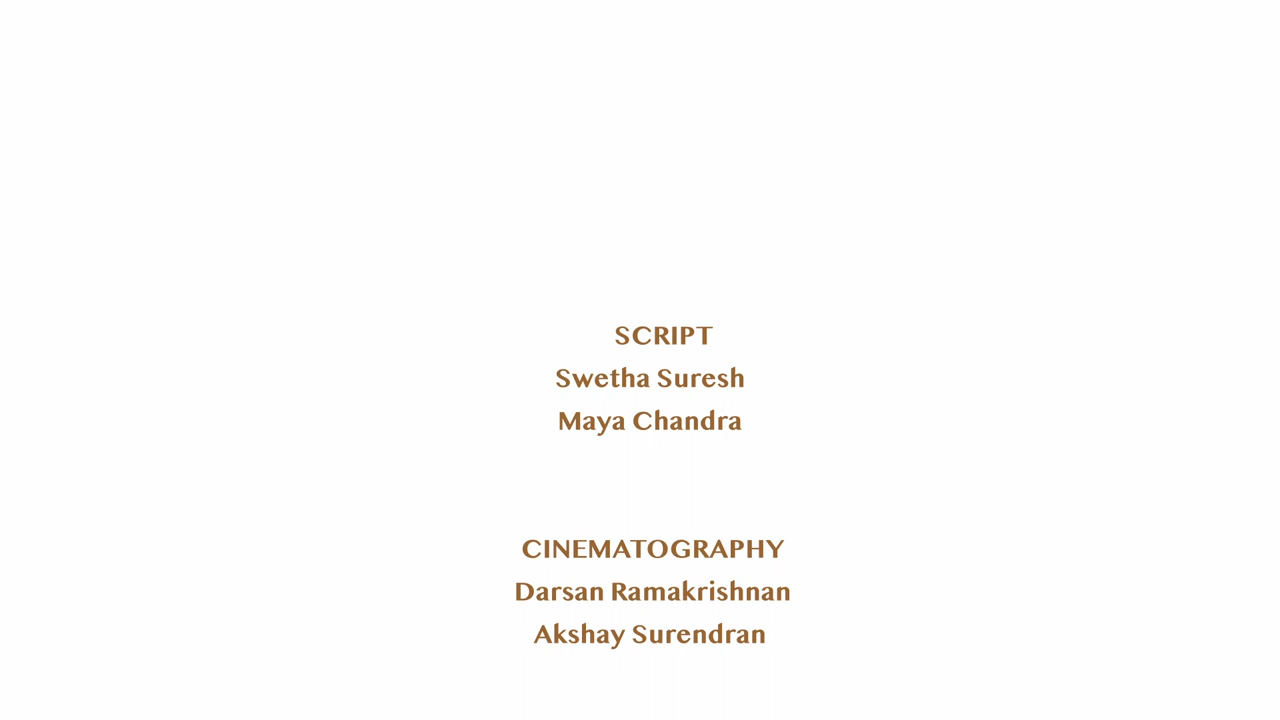 SCRIPT
Swetha Suresh
Maya Chandra
CINEMATOGRAPHY
Darsan Ramakrishnan
Akshay Surendran